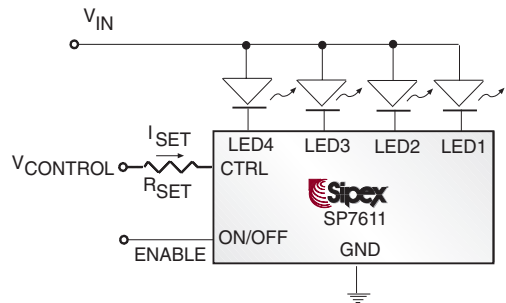 VIN
LED4 LED3 LED2 LED1
ISET
VCONTROL CTRL
RSET
Sipex
SP7611
ON/OFF
ENABLE
GND